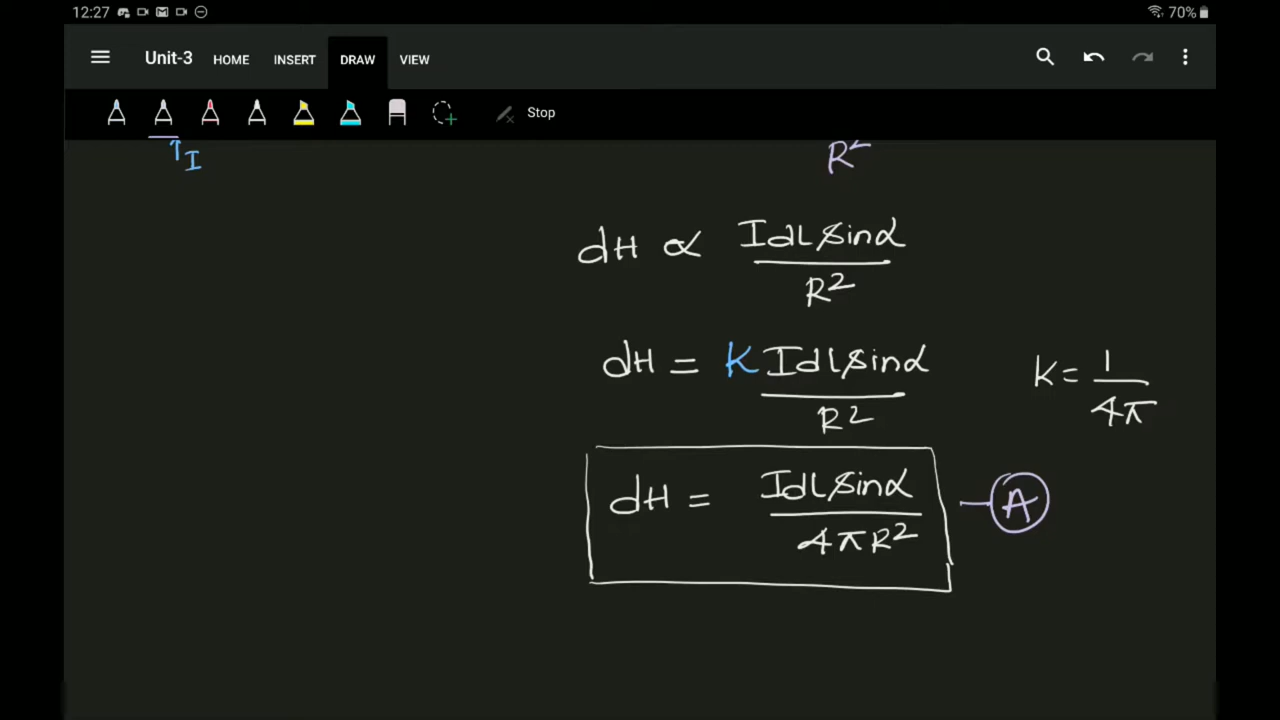 12:27 70%
Unit-3 HOME INSERT DRAW VIEW
Stop
I
R²
dH ∝ IdL sinα / R²
dH = K IdL sinα / R²
K = 1 / 4π
dH = IdL sinα / 4πR² — A